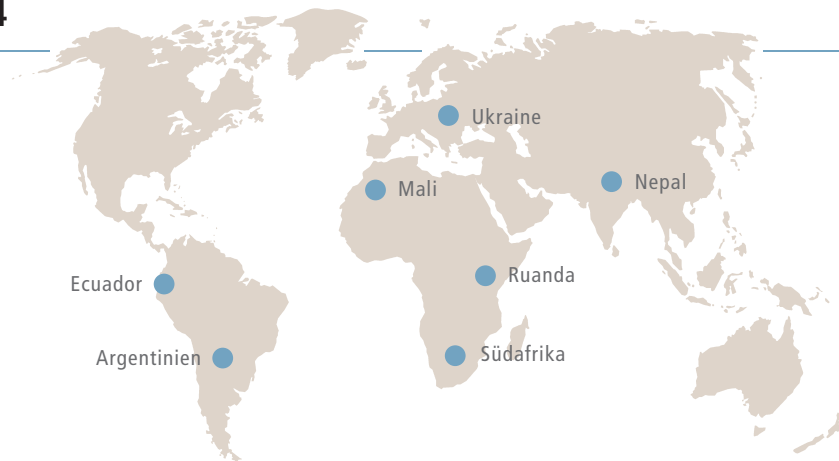 4
Ukraine
Mali
Nepal
Ecuador
Ruanda
Argentinien
Südafrika